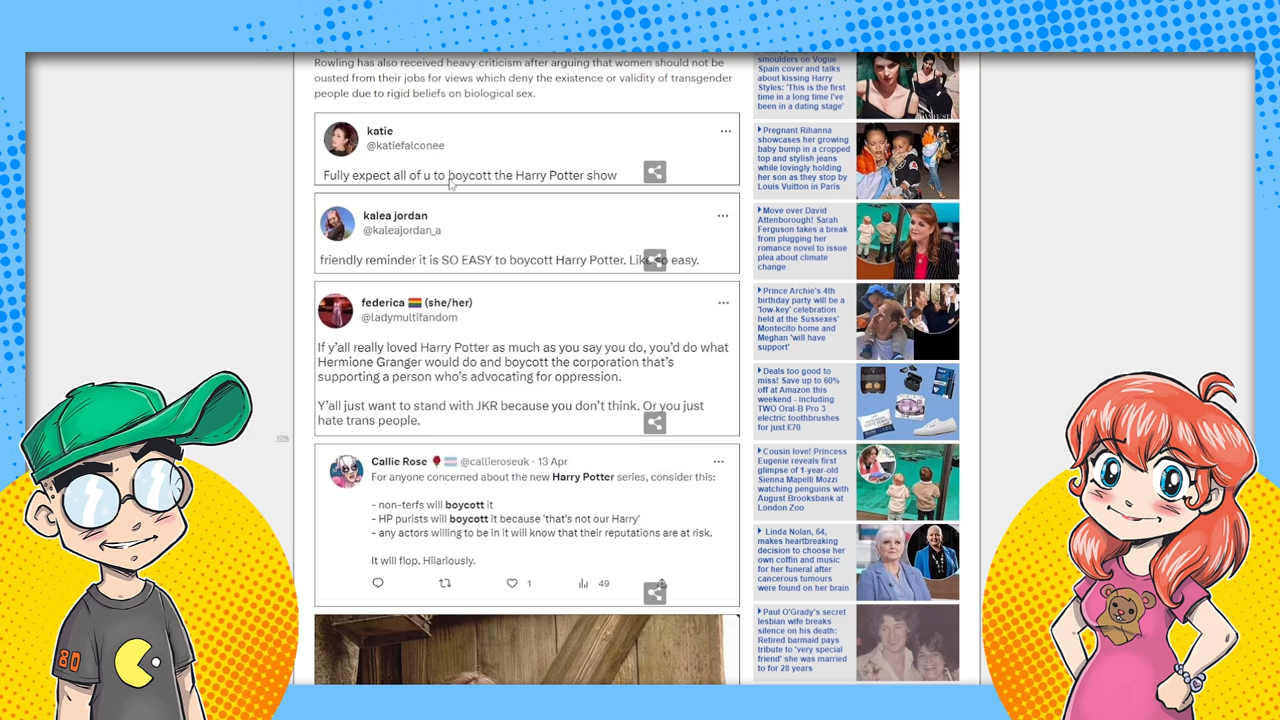 Rowling has also received heavy criticism after arguing that women should not be
ousted from their jobs for views which deny the existence or validity of transgender
people due to rigid beliefs on biological sex.
katie
@katiefalconee
Fully expect all of u to boycott the Harry Potter show
kalea jordan
@kaleajordan_a
friendly reminder it is SO EASY to boycott Harry Potter. Like so easy.
federica 🏳️‍🌈 (she/her)
@ladymultifandom
If y'all really loved Harry Potter as much as you say you do, you'd do what
Hermione Granger would do and boycott the corporation that's
supporting a person who's advocating for oppression.
Y'all just want to stand with JKR because you don't think. Or you just
hate trans people.
Callie Rose 🌹 🏳️‍⚧️ @callieroseuk · 13 Apr
For anyone concerned about the new Harry Potter series, consider this:
- non-terfs will boycott it
- HP purists will boycott it because 'that's not our Harry'
- any actors willing to be in it will know that their reputations are at risk.
It will flop. Hilariously.
1
49
smoulders on Vogue
Spain cover and talks
about kissing Harry
Styles: 'This is the first
time in a long time I've
been in a dating stage'
Pregnant Rihanna
showcases her growing
baby bump in a cropped
top and stylish jeans
while lovingly holding
her son as they stop by
Louis Vuitton in Paris
Move over David
Attenborough! Sarah
Ferguson takes a break
from plugging her
romance novel to issue
plea about climate
change
Prince Archie's 4th
birthday party will be a
'low-key' celebration
held at the Sussexes'
Montecito home and
Meghan 'will have
support'
Deals too good to
miss! Save up to 60%
off at Amazon this
weekend - including
TWO Oral-B Pro 3
electric toothbrushes
for just £70
Cousin love! Princess
Eugenie reveals first
glimpse of 1-year-old
Sienna Mapelli Mozzi
watching penguins with
August Brooksbank at
London Zoo
Linda Nolan, 64,
makes heartbreaking
decision to choose her
own coffin and music
for her funeral after
cancerous tumours
were found on her brain
Paul O'Grady's secret
lesbian wife breaks
silence on his death:
Retired barmaid pays
tribute to 'very special
friend' she was married
to for 28 years
80